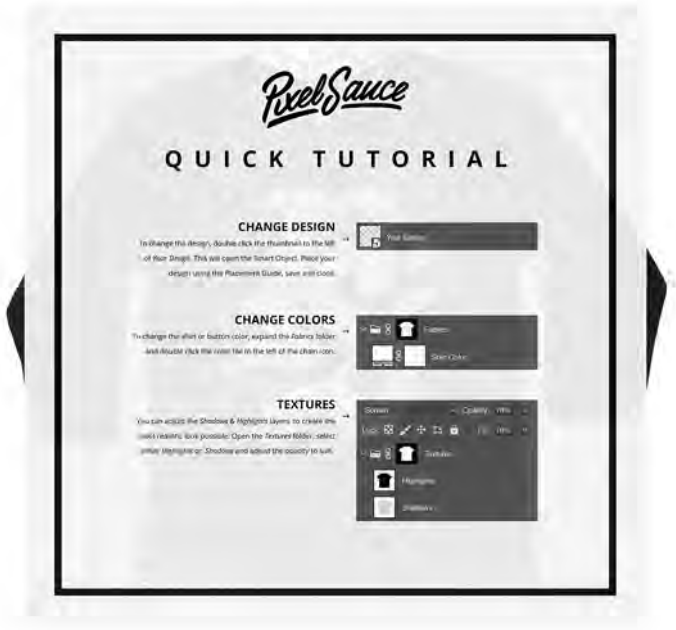 PixelSauce
QUICK TUTORIAL
CHANGE DESIGN
To change the design, double click the thumbnail to the left
of Your Design. This will open the Smart Object. Place your
design using the Placement Guide, save and close.
Your Design
CHANGE COLORS
To change the shirt or button color, expand the Fabrics folder
and double click the color tile to the left of the chain icon.
Fabrics
Shirt Color
TEXTURES
You can adjust the Shadows & Highlights layers to create the
most realistic look possible. Open the Textures folder, select
either Highlights or Shadows and adjust the opacity to suit.
Screen
Opacity:
Lock:
Textures
Highlights
Shadows